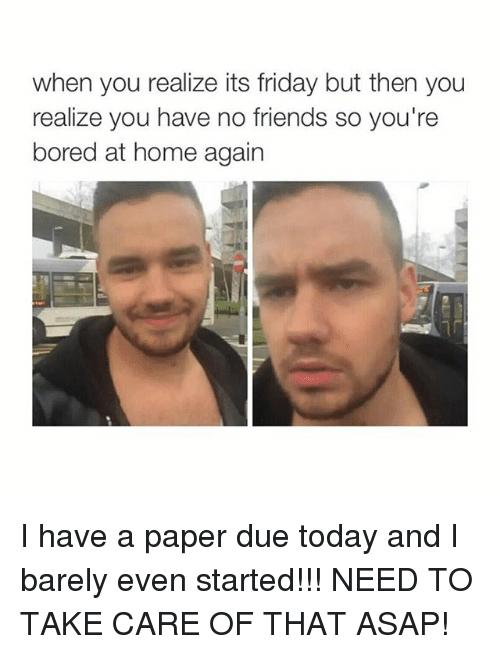 when you realize its friday but then you
realize you have no friends so you're
bored at home again
I have a paper due today and I
barely even started!!! NEED TO
TAKE CARE OF THAT ASAP!